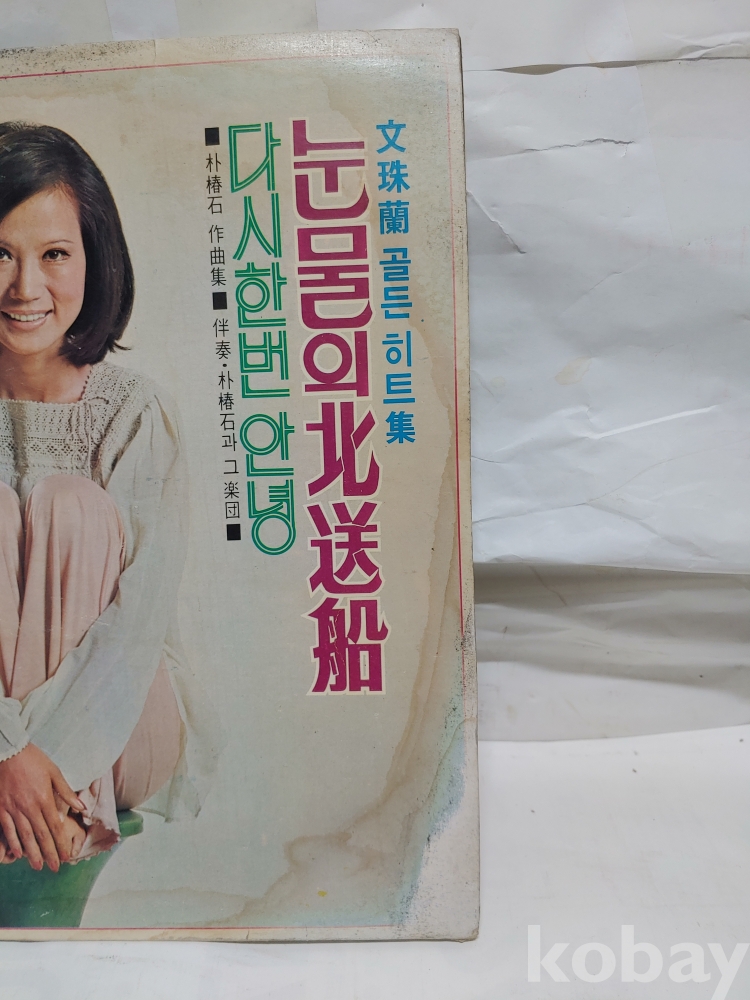 文珠蘭 골든 히트集
눈물의 北送船
다시한번 안녕
■ 朴椿石 作曲集 ■ 伴奏·朴椿石과 그 楽団 ■
kobay